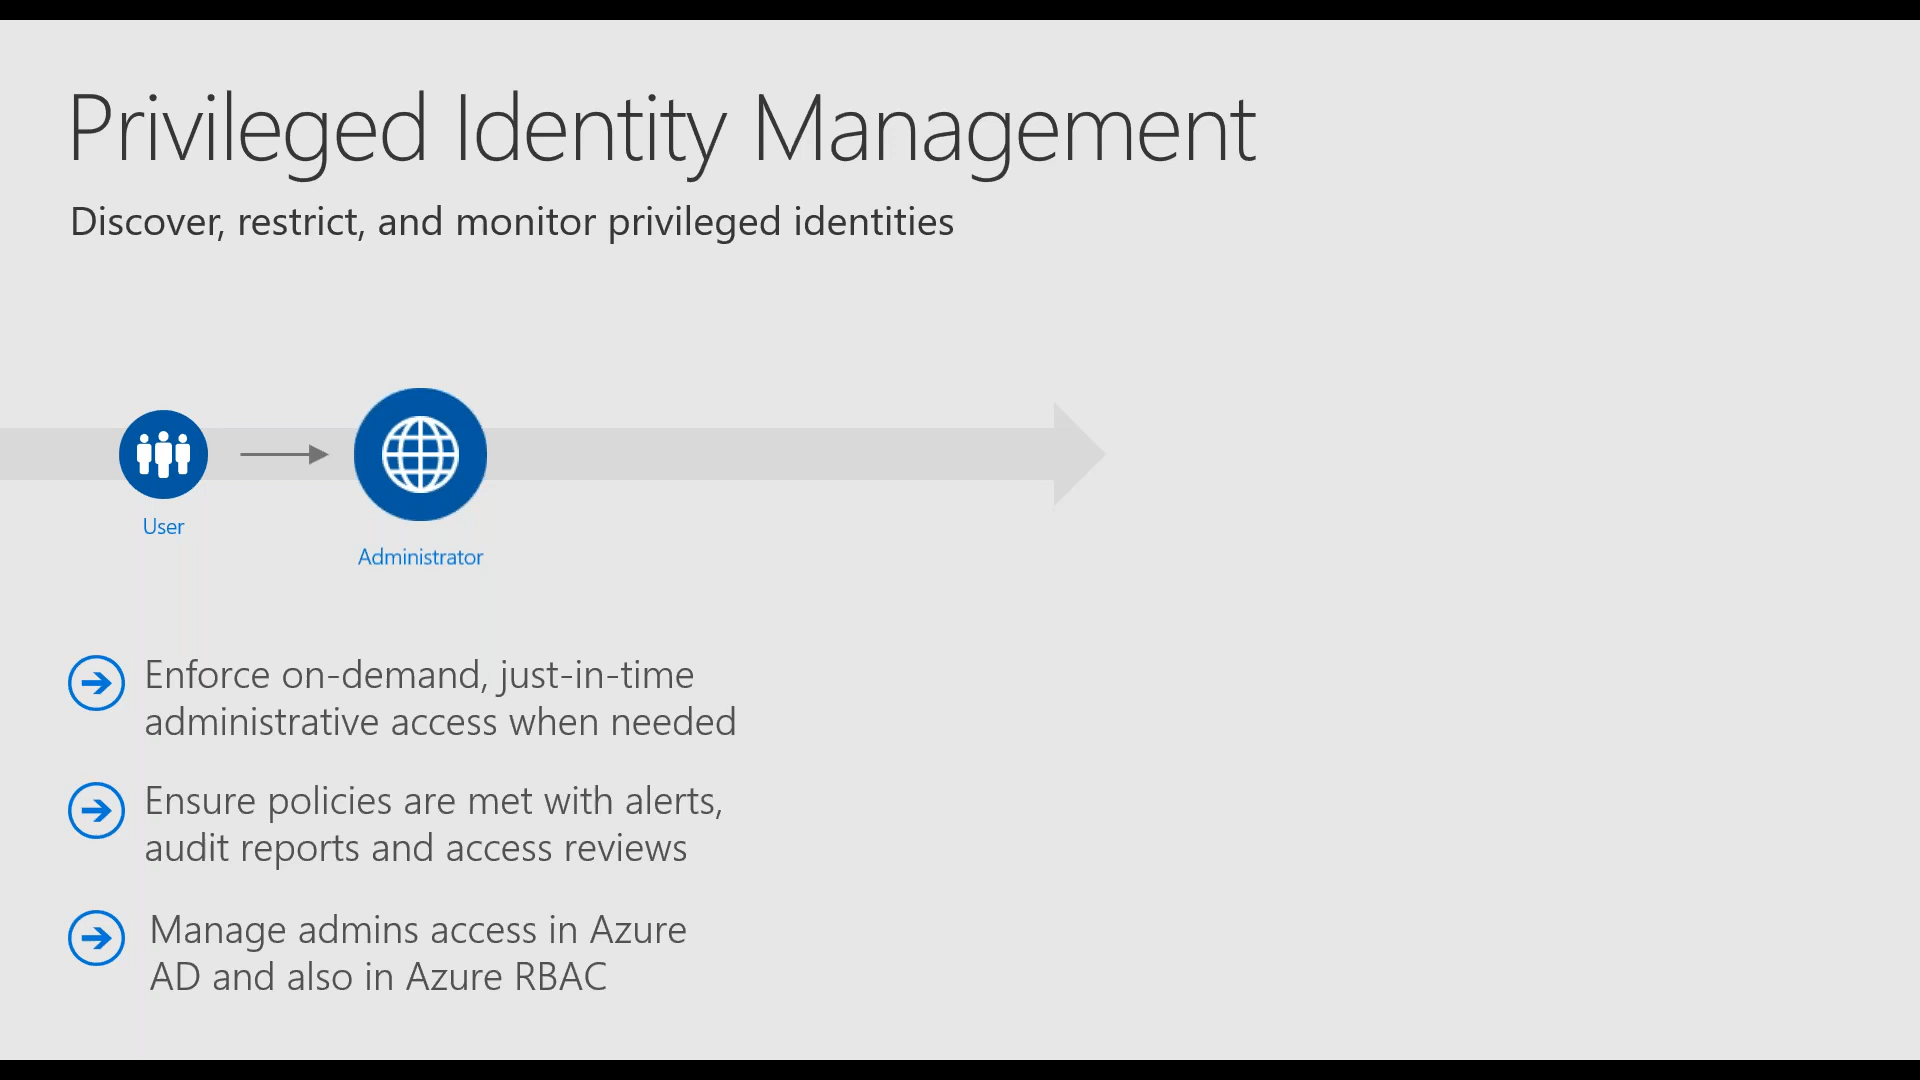 Privileged Identity Management
Discover, restrict, and monitor privileged identities
User
Administrator
Enforce on-demand, just-in-time
administrative access when needed
Ensure policies are met with alerts,
audit reports and access reviews
Manage admins access in Azure
AD and also in Azure RBAC